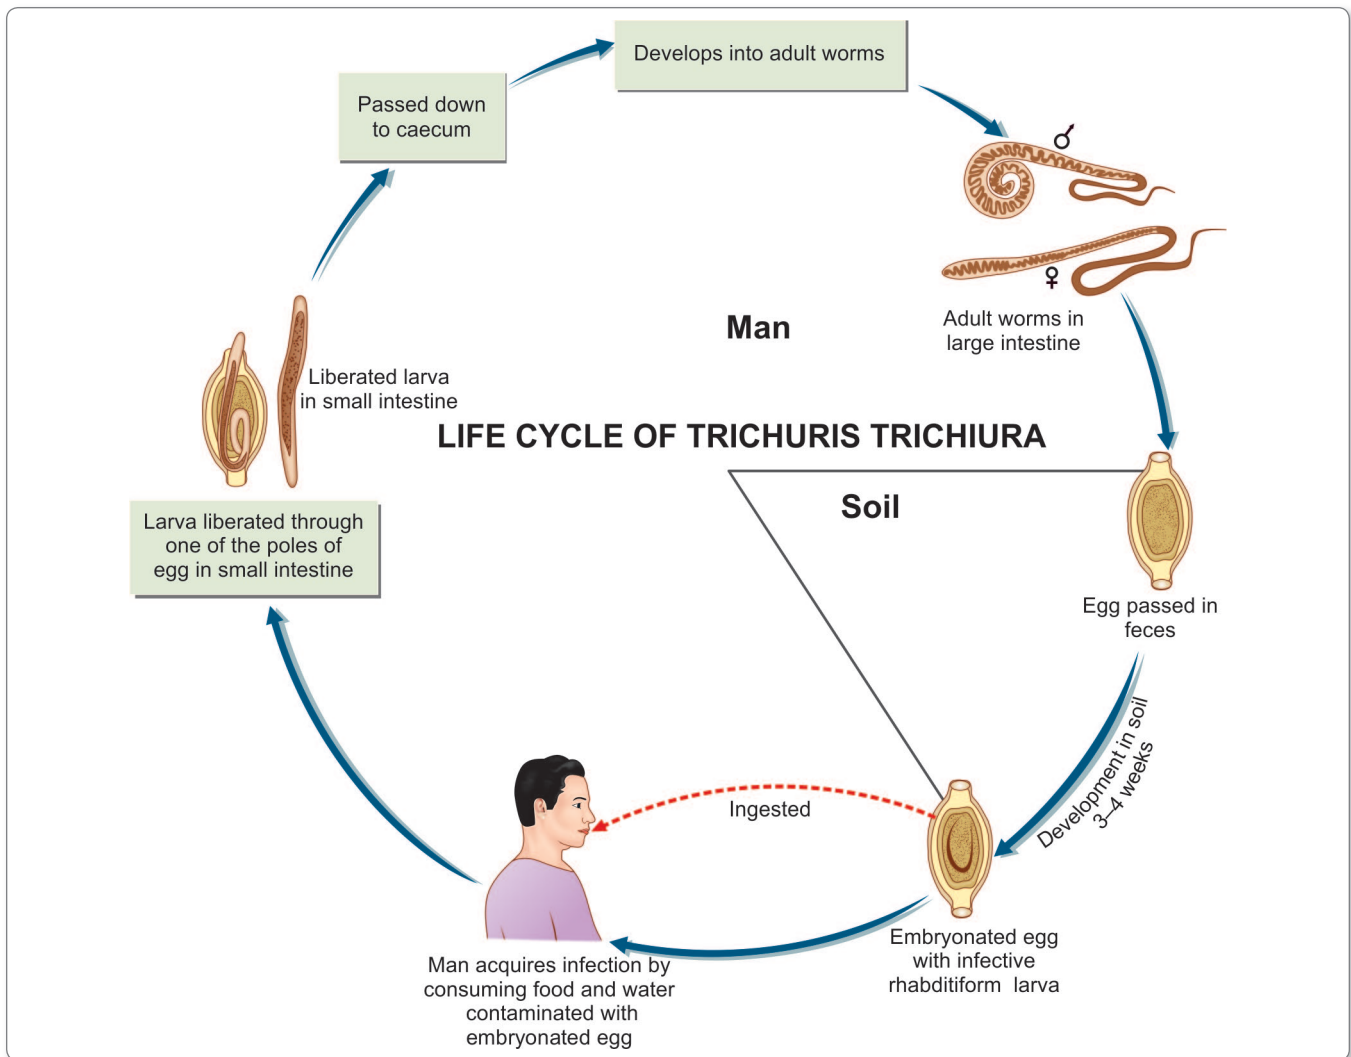 Develops into adult worms
Passed down
to caecum
♂
♀
Adult worms in
large intestine
Man
Liberated larva
in small intestine
LIFE CYCLE OF TRICHURIS TRICHIURA
Soil
Larva liberated through
one of the poles of
egg in small intestine
Egg passed in
feces
Development in soil
3–4 weeks
Ingested
Embryonated egg
with infective
rhabditiform larva
Man acquires infection by
consuming food and water
contaminated with
embryonated egg